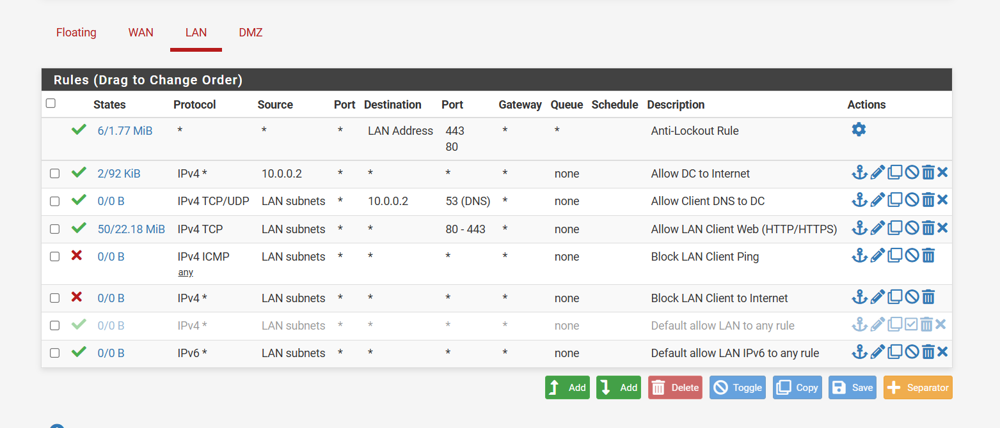 Floating WAN LAN DMZ
Rules (Drag to Change Order)
States Protocol Source Port Destination Port Gateway Queue Schedule Description Actions
6/1.77 MiB * * * LAN Address 443 * * Anti-Lockout Rule
80
2/92 KiB IPv4 * 10.0.0.2 * * * * none Allow DC to Internet
0/0 B IPv4 TCP/UDP LAN subnets * 10.0.0.2 53 (DNS) * none Allow Client DNS to DC
50/22.18 MiB IPv4 TCP LAN subnets * * 80 - 443 * none Allow LAN Client Web (HTTP/HTTPS)
0/0 B IPv4 ICMP LAN subnets * * * * none Block LAN Client Ping
any
0/0 B IPv4 * LAN subnets * * * * none Block LAN Client to Internet
0/0 B IPv4 * LAN subnets * * * * none Default allow LAN to any rule
0/0 B IPv6 * LAN subnets * * * * none Default allow LAN IPv6 to any rule
Add Add Delete Toggle Copy Save Separator